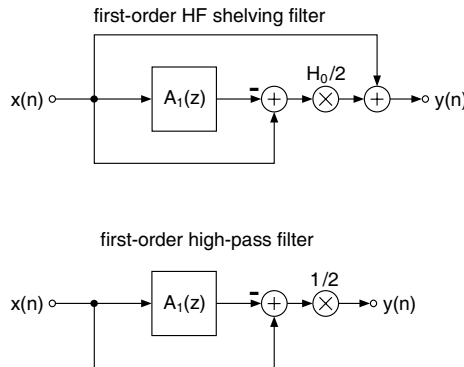 first-order HF shelving filter
H₀/2
x(n)
A₁(z)
-
+
×
+
y(n)
first-order high-pass filter
1/2
x(n)
A₁(z)
-
+
×
y(n)